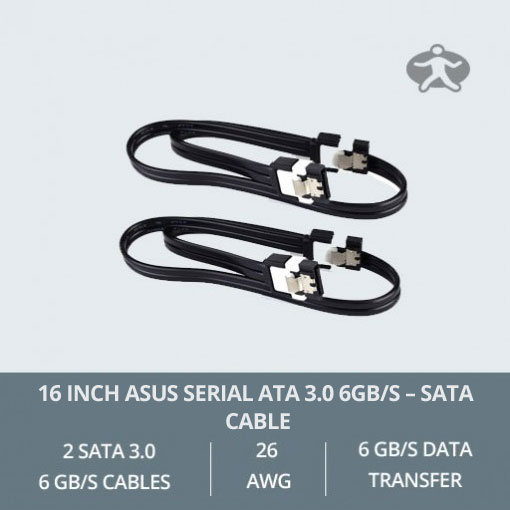 16 INCH ASUS SERIAL ATA 3.0 6GB/S – SATA
CABLE
2 SATA 3.0
6 GB/S CABLES
26
AWG
6 GB/S DATA
TRANSFER